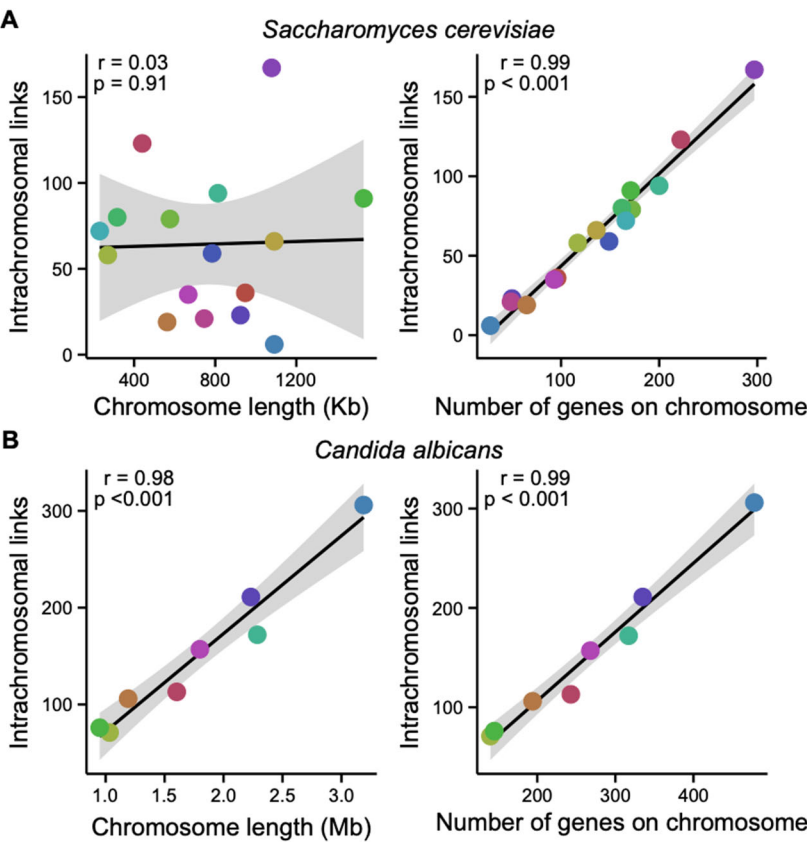 A
Saccharomyces cerevisiae
r = 0.03
p = 0.91
Intrachromosomal links
150
100
50
0
400
800
1200
Chromosome length (Kb)
r = 0.99
p < 0.001
Intrachromosomal links
150
100
50
0
100
200
300
Number of genes on chromosome
B
Candida albicans
r = 0.98
p <0.001
Intrachromosomal links
300
200
100
1.0
1.5
2.0
2.5
3.0
Chromosome length (Mb)
r = 0.99
p < 0.001
Intrachromosomal links
300
200
100
200
300
400
Number of genes on chromosome